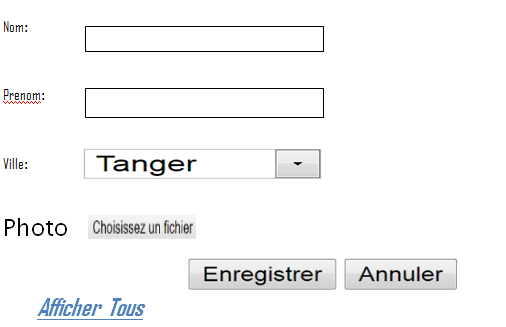 Nom:
Prenom:
Ville: Tanger
Photo Choisissez un fichier
Enregistrer Annuler
Afficher Tous